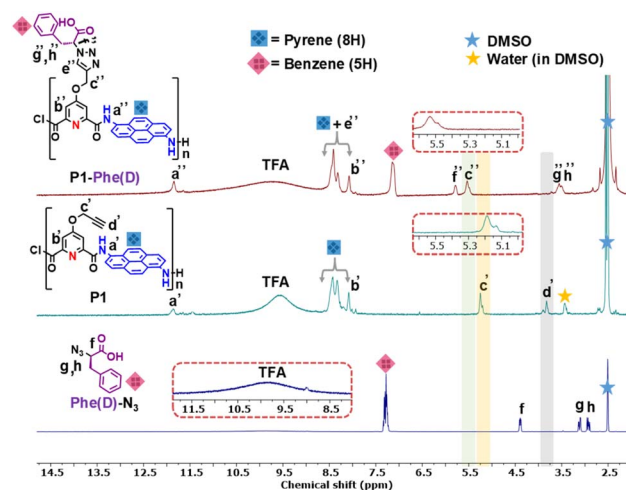 = Pyrene (8H)
= Benzene (5H)
DMSO
Water (in DMSO)
OH
O
g'',h''
f''
N
N
N
e''
c''
O
b''
a''
Cl
N
H
N
O
O
N
H
n
P1-Phe(D)
a''
TFA
+ e''
b''
f''
c''
g''
h''
5.5 5.3 5.1
c'
d'
O
b'
a'
Cl
N
H
N
O
O
N
H
n
P1
a'
TFA
b'
c'
d'
5.5 5.3 5.1
f
O
N3
OH
g,h
Phe(D)-N3
TFA
11.5 10.5 9.5 8.5
f
g
h
14.5 13.5 12.5 11.5 10.5 9.5 8.5 7.5 6.5 5.5 4.5 3.5 2.5
Chemical shift (ppm)